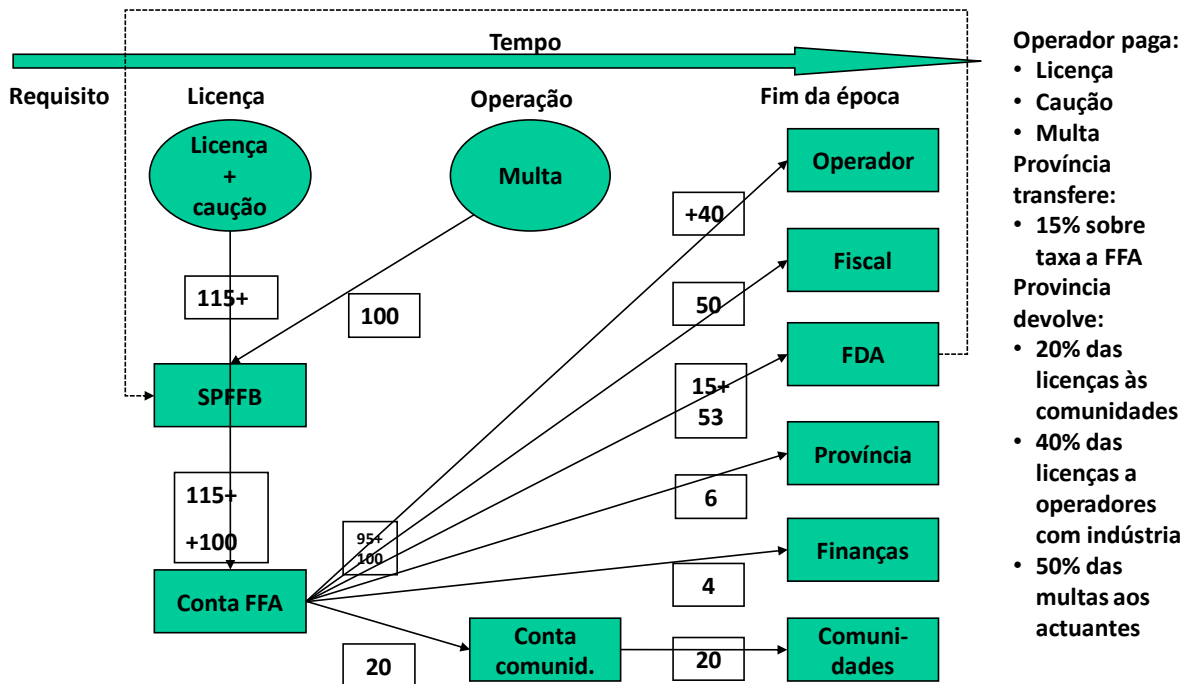 Tempo
Requisito
Licença
Operação
Fim da época
Licença
+
caução
Multa
Operador
+40
Fiscal
115+
100
50
FDA
SPFFB
15+
53
Província
115+
+100
6
95+
100
Finanças
Conta FFA
4
Conta
comunid.
Comuni-
dades
20
20
Operador paga:
• Licença
• Caução
• Multa
Província
transfere:
• 15% sobre
taxa a FFA
Provincia
devolve:
• 20% das
licenças às
comunidades
• 40% das
licenças a
operadores
com indústria
• 50% das
multas aos
actuantes